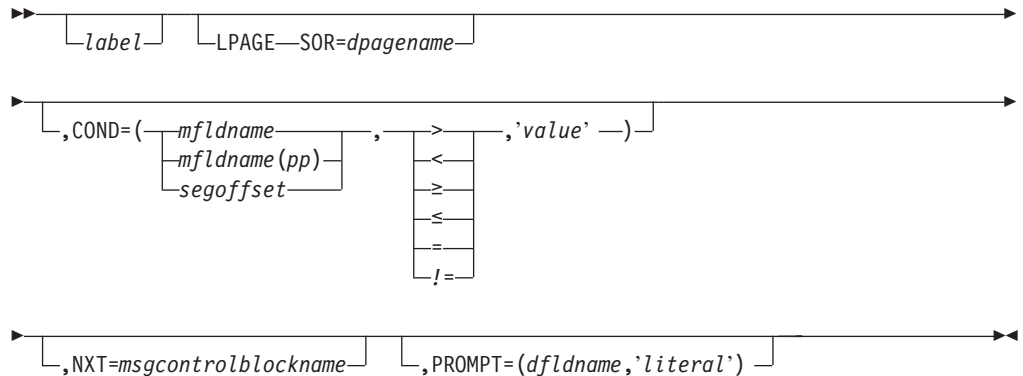 label LPAGE SOR=dpagename
,COND=( mfldname , > ,’value’ )
mfldname(pp) <
segoffset ≥
≤
=
!=
,NXT=msgcontrolblockname ,PROMPT=(dfldname,’literal’)